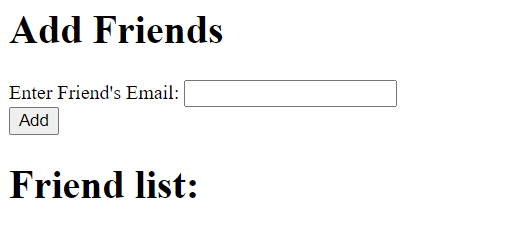 Add Friends
Enter Friend's Email:
Add
Friend list: